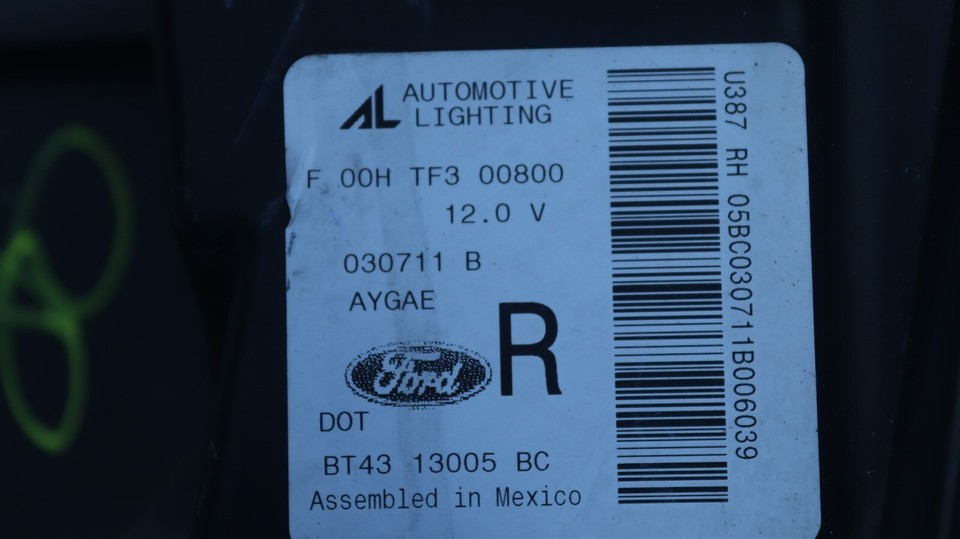 AL AUTOMOTIVE
LIGHTING
F 00H TF3 00800
12.0 V
030711 B
AYGAE
Ford R
DOT
BT43 13005 BC
Assembled in Mexico
U387 RH 05BC030711B006039